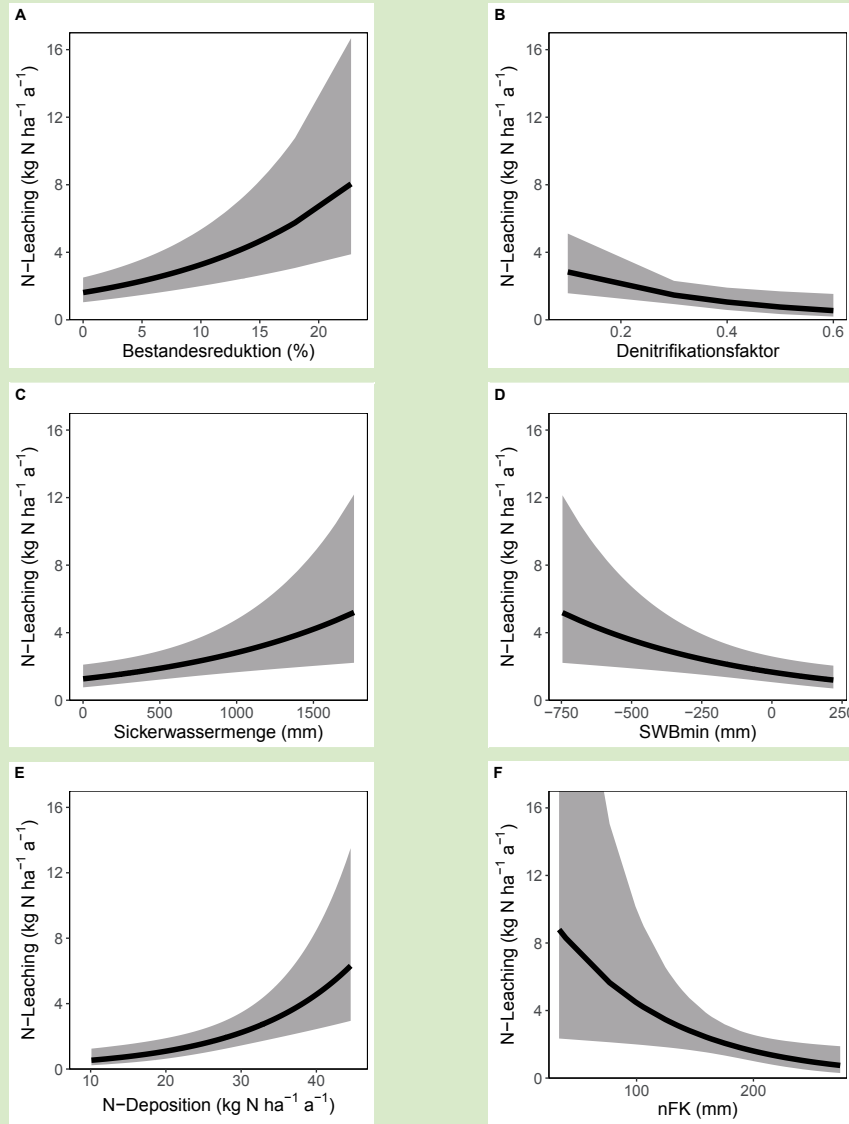 A
N−Leaching (kg N ha⁻¹ a⁻¹)
16
12
8
4
0
0 5 10 15 20
Bestandesreduktion (%)
B
N−Leaching (kg N ha⁻¹ a⁻¹)
16
12
8
4
0
0.2 0.4 0.6
Denitrifikationsfaktor
C
N−Leaching (kg N ha⁻¹ a⁻¹)
16
12
8
4
0
0 500 1000 1500
Sickerwassermenge (mm)
D
N−Leaching (kg N ha⁻¹ a⁻¹)
16
12
8
4
0
−750 −500 −250 0 250
SWBmin (mm)
E
N−Leaching (kg N ha⁻¹ a⁻¹)
16
12
8
4
0
10 20 30 40
N−Deposition (kg N ha⁻¹ a⁻¹)
F
N−Leaching (kg N ha⁻¹ a⁻¹)
16
12
8
4
0
100 200
nFK (mm)